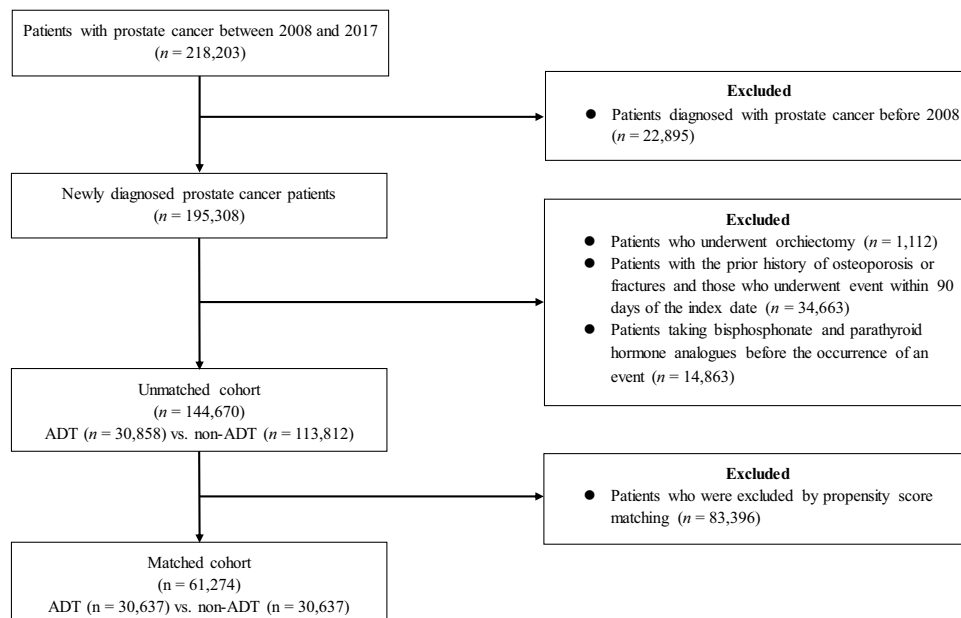 Patients with prostate cancer between 2008 and 2017
(n = 218,203)
Excluded
● Patients diagnosed with prostate cancer before 2008
(n = 22,895)
Newly diagnosed prostate cancer patients
(n = 195,308)
Excluded
● Patients who underwent orchiectomy (n = 1,112)
● Patients with the prior history of osteoporosis or
fractures and those who underwent event within 90
days of the index date (n = 34,663)
● Patients taking bisphosphonate and parathyroid
hormone analogues before the occurrence of an
event (n = 14,863)
Unmatched cohort
(n = 144,670)
ADT (n = 30,858) vs. non-ADT (n = 113,812)
Excluded
● Patients who were excluded by propensity score
matching (n = 83,396)
Matched cohort
(n = 61,274)
ADT (n = 30,637) vs. non-ADT (n = 30,637)